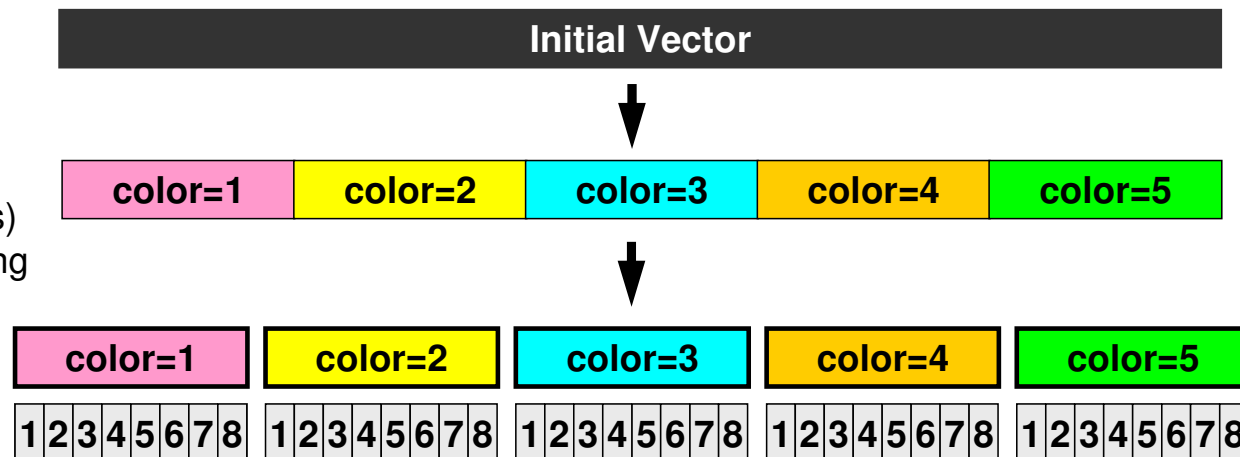 Initial Vector
color=1 color=2 color=3 color=4 color=5
s)
ng
color=1 color=2 color=3 color=4 color=5
1 2 3 4 5 6 7 8 1 2 3 4 5 6 7 8 1 2 3 4 5 6 7 8 1 2 3 4 5 6 7 8 1 2 3 4 5 6 7 8